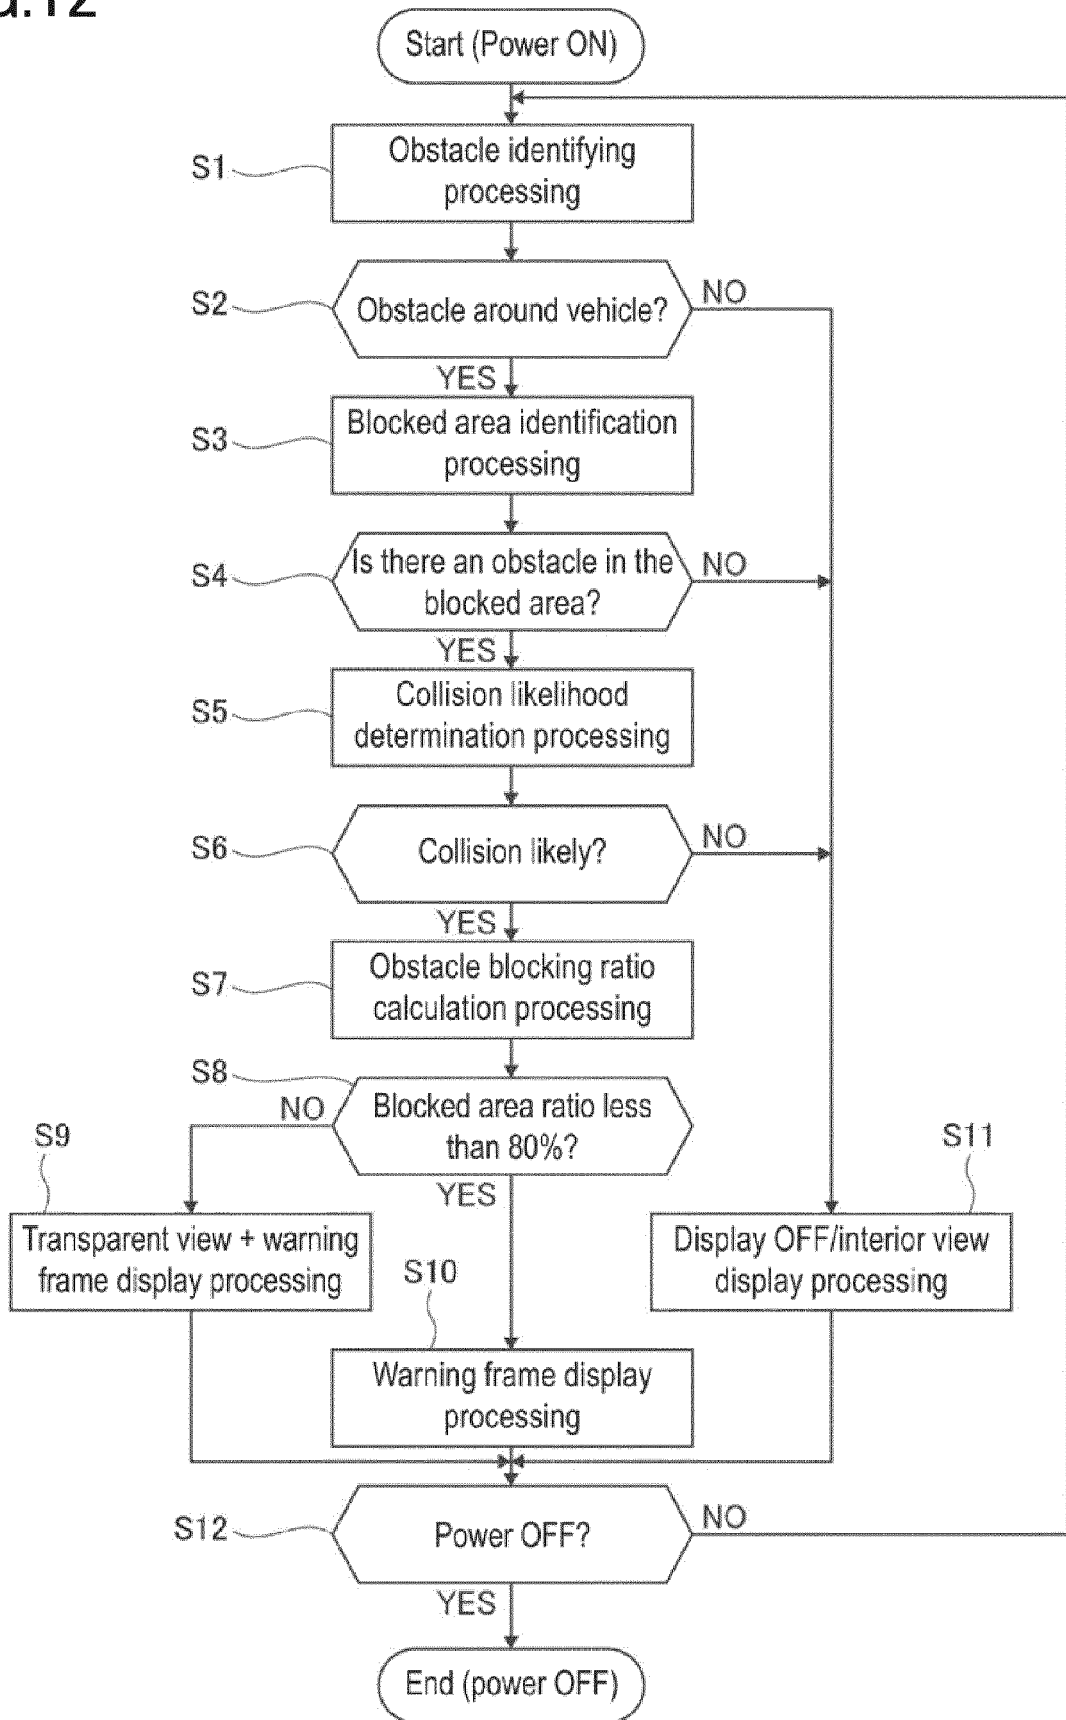 Start (Power ON)
S1
Obstacle identifying
processing
S2
Obstacle around vehicle?
NO
YES
S3
Blocked area identification
processing
S4
Is there an obstacle in the
blocked area?
NO
YES
S5
Collision likelihood
determination processing
S6
Collision likely?
NO
YES
S7
Obstacle blocking ratio
calculation processing
S8
Blocked area ratio less
than 80%?
NO
YES
S9
Transparent view + warning
frame display processing
S10
Warning frame display
processing
S11
Display OFF/interior view
display processing
S12
Power OFF?
NO
YES
End (power OFF)